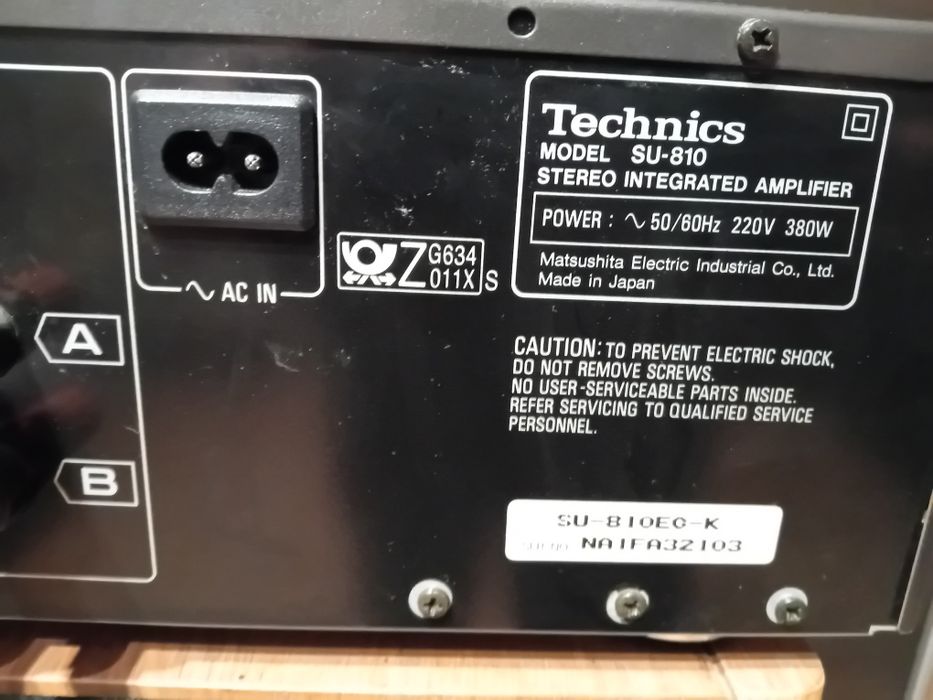 AC IN
Z G634
011X S
A
B
Technics
MODEL SU-810
STEREO INTEGRATED AMPLIFIER
POWER : ∿ 50/60Hz 220V 380W
Matsushita Electric Industrial Co., Ltd.
Made in Japan
CAUTION: TO PREVENT ELECTRIC SHOCK,
DO NOT REMOVE SCREWS.
NO USER-SERVICEABLE PARTS INSIDE.
REFER SERVICING TO QUALIFIED SERVICE
PERSONNEL.
SU-810EG-K
NA1FA32103